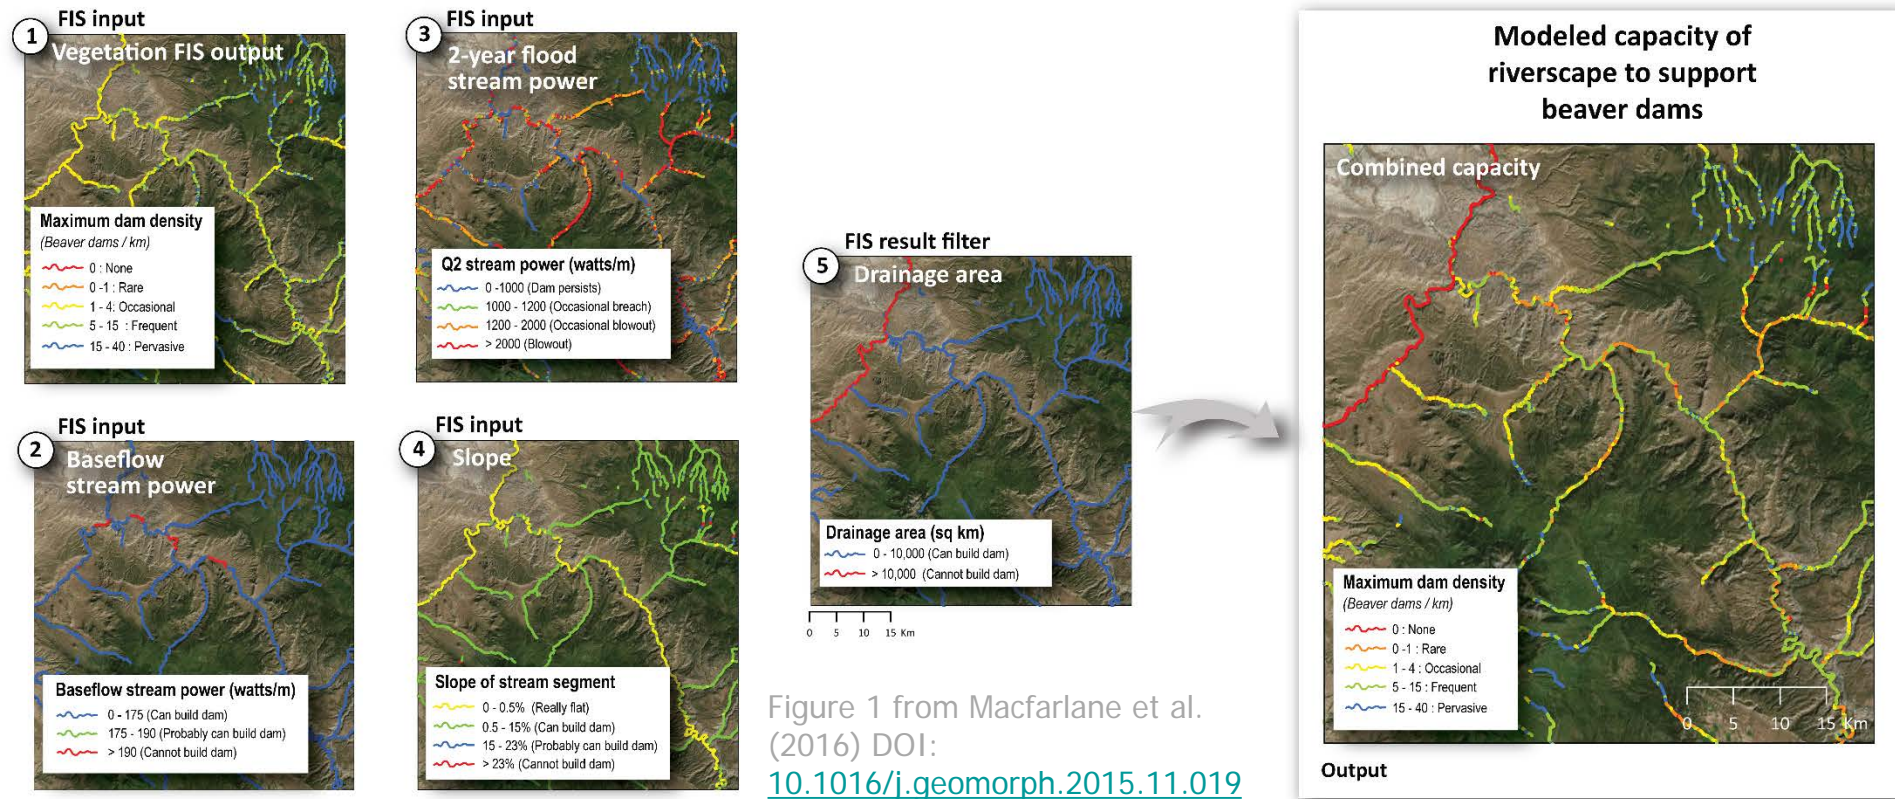 FIS input
1
Vegetation FIS output
Maximum dam density
(Beaver dams / km)
0 : None
0 -1 : Rare
1 - 4: Occasional
5 - 15 : Frequent
15 - 40 : Pervasive
FIS input
2
Baseflow
stream power
Baseflow stream power (watts/m)
0 - 175 (Can build dam)
175 - 190 (Probably can build dam)
> 190 (Cannot build dam)
FIS input
3
2-year flood
stream power
Q2 stream power (watts/m)
0 -1000 (Dam persists)
1000 - 1200 (Occasional breach)
1200 - 2000 (Occasional blowout)
> 2000 (Blowout)
FIS input
4
Slope
Slope of stream segment
0 - 0.5% (Really flat)
0.5 - 15% (Can build dam)
15 - 23% (Probably can build dam)
> 23% (Cannot build dam)
FIS result filter
5
Drainage area
Drainage area (sq km)
0 - 10,000 (Can build dam)
> 10,000 (Cannot build dam)
0 5 10 15 Km
Figure 1 from Macfarlane et al.
(2016) DOI:
10.1016/j.geomorph.2015.11.019
Modeled capacity of
riverscape to support
beaver dams
Combined capacity
Maximum dam density
(Beaver dams / km)
0 : None
0 -1 : Rare
1 - 4 : Occasional
5 - 15 : Frequent
15 - 40 : Pervasive
0 5 10 15 Km
Output